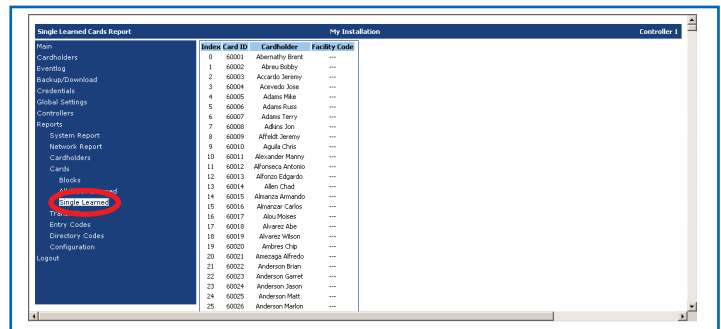 Single Learned Cards Report My Installation Controller 1
Main
Cardholders
Eventlog
Backup/Download
Credentials
Global Settings
Controllers
Reports
System Report
Network Report
Cardholders
Cards
Blocks
Single Learned
Entry Codes
Directory Codes
Configuration
Logout
Index Card ID Cardholder Facility Code
0 60001 Abernathy Brent ---
1 60002 Abreu Bobby ---
2 60003 Accardo Jeremy ---
3 60004 Acevedo Jose ---
4 60005 Adams Mike ---
5 60006 Adams Russ ---
6 60007 Adams Terry ---
7 60008 Adkins Jon ---
8 60009 Affeldt Jeremy ---
9 60010 Aguila Chris ---
10 60011 Alexander Manny ---
11 60012 Alfonseca Antonio ---
12 60013 Alfonzo Edgardo ---
13 60014 Allen Chad ---
14 60015 Almanza Armando ---
15 60016 Almanzar Carlos ---
16 60017 Alou Moises ---
17 60018 Alvarez Abe ---
18 60019 Alvarez Wilson ---
19 60020 Ambres Chip ---
20 60021 Amezaga Alfredo ---
21 60022 Anderson Brian ---
22 60023 Anderson Garret ---
23 60024 Anderson Jason ---
24 60025 Anderson Matt ---
25 60026 Anderson Marlon ---